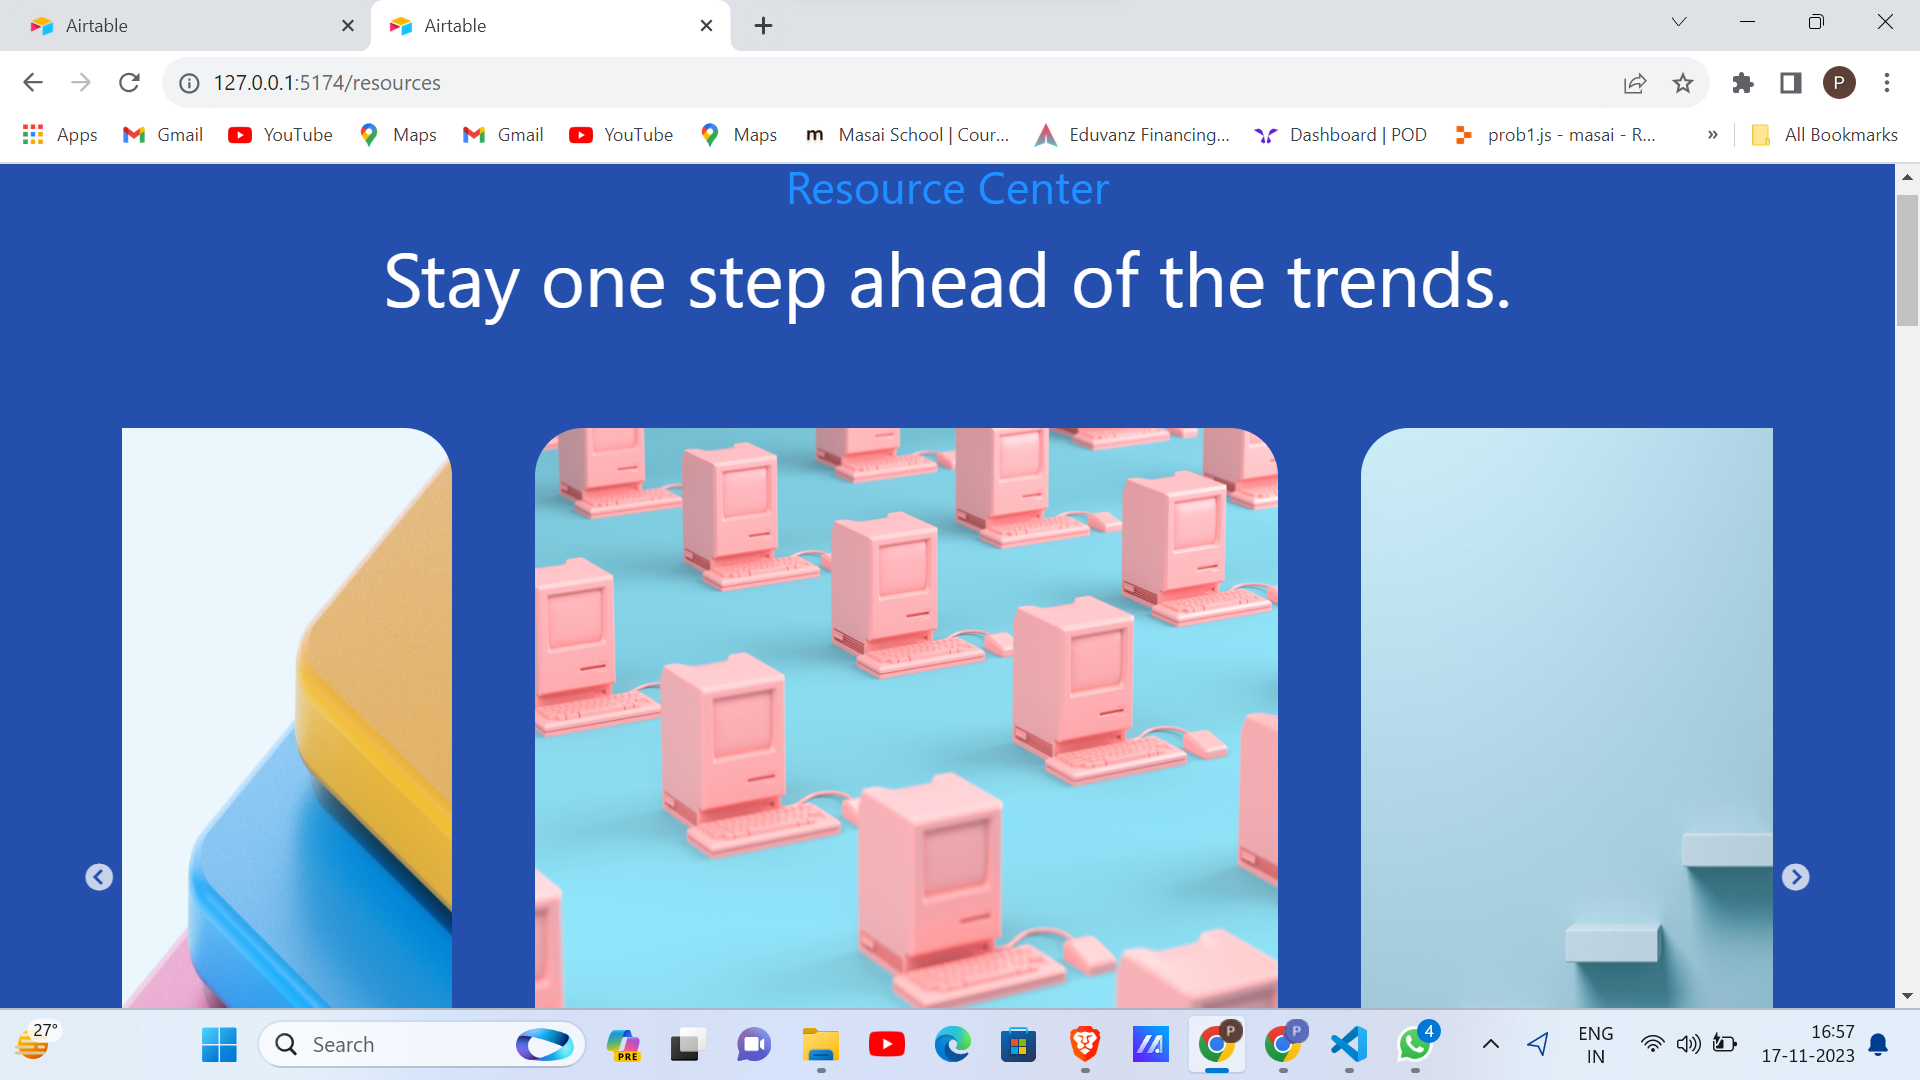 Airtable
Airtable
127.0.0.1:5174/resources
P
Apps
Gmail
YouTube
Maps
Gmail
YouTube
Maps
m Masai School | Cour...
Eduvanz Financing...
Dashboard | POD
prob1.js - masai - R...
»
All Bookmarks
Resource Center
Stay one step ahead of the trends.
27°
Search
PRE
P
P
4
ENG
IN
16:57
17-11-2023